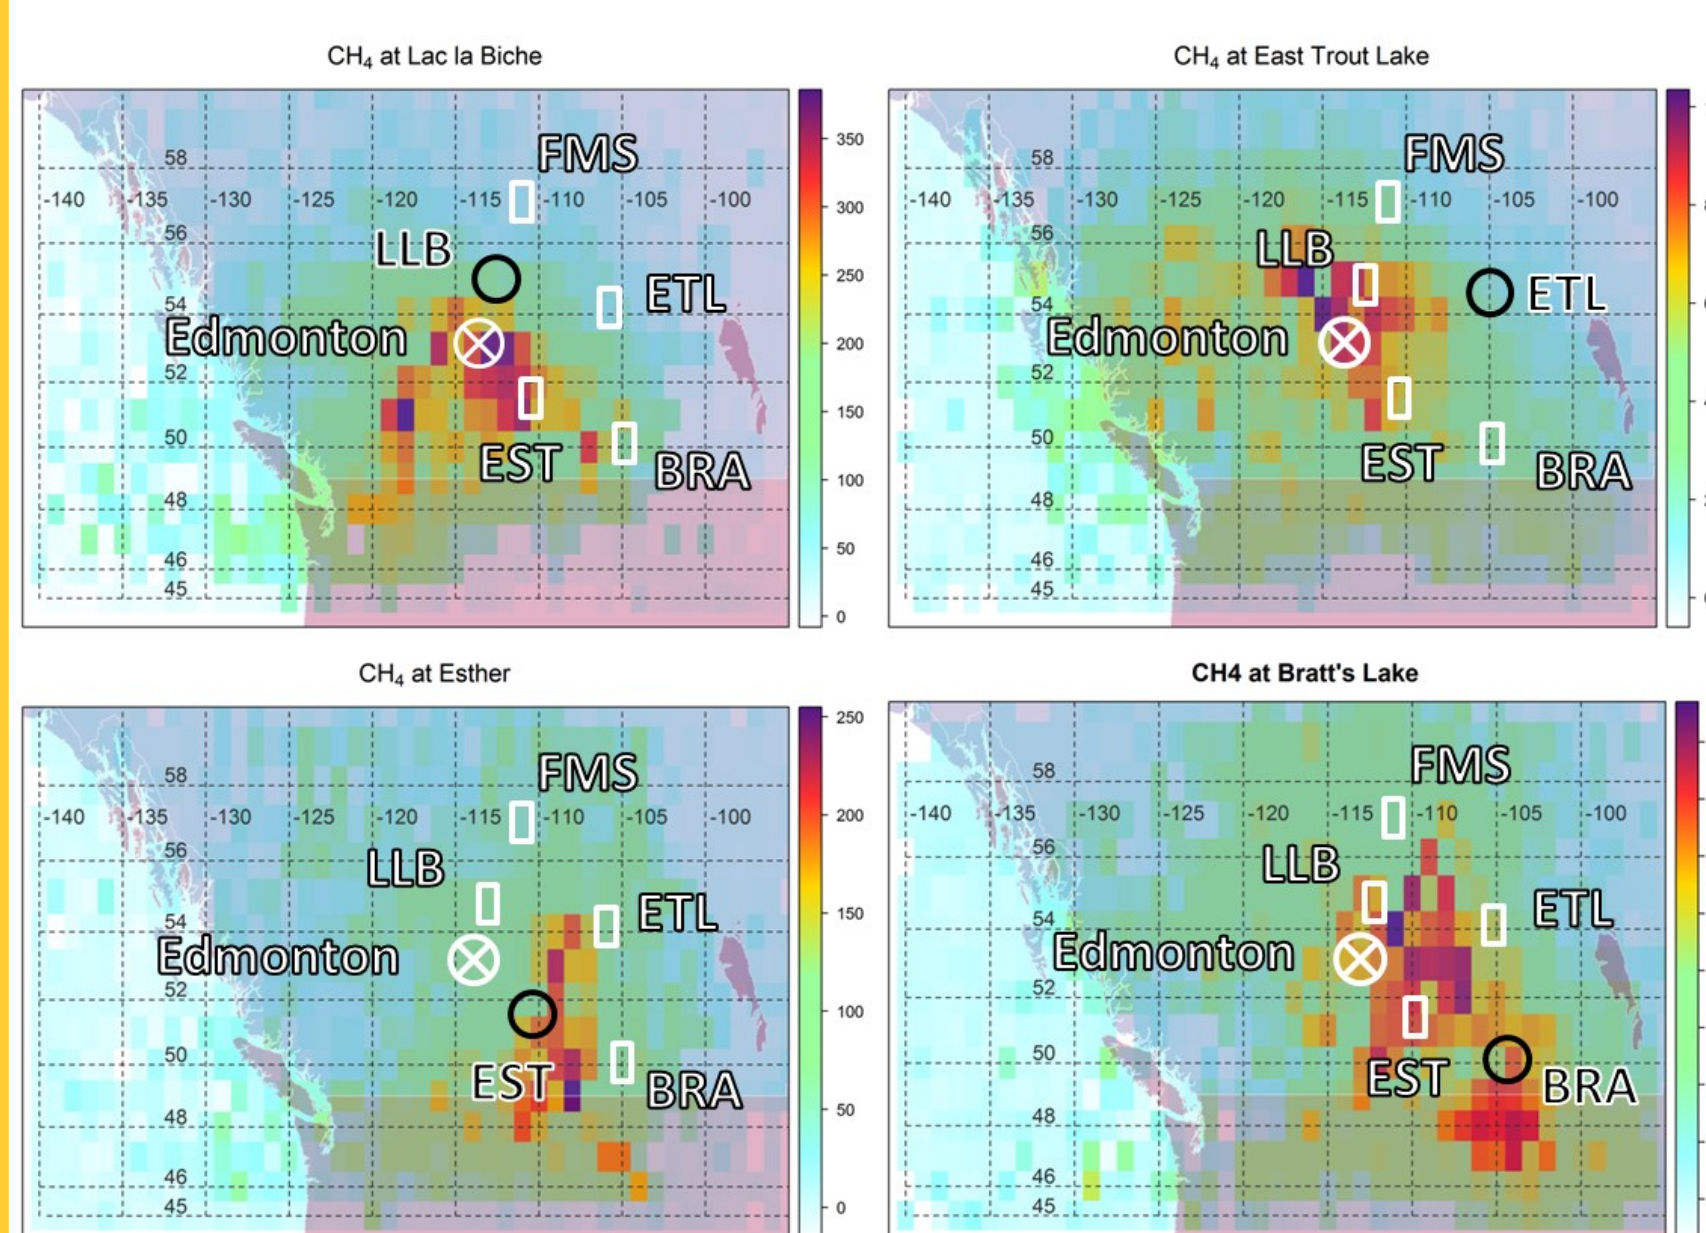 CH₄ at Lac la Biche
FMS
58
-140 -135 -130 -125 -120 -115 -110 -105 -100
56
LLB
54
ETL
Edmonton
52
50
EST
BRA
48
46
45
350
300
250
200
150
100
50
0
CH₄ at East Trout Lake
FMS
58
-140 -135 -130 -125 -120 -115 -110 -105 -100
56
LLB
54
ETL
Edmonton
52
50
EST
BRA
48
46
45
CH₄ at Esther
FMS
58
-140 -135 -130 -125 -120 -115 -110 -105 -100
56
LLB
54
ETL
Edmonton
52
50
EST
BRA
48
46
45
250
200
150
100
50
0
CH4 at Bratt's Lake
FMS
58
-140 -135 -130 -125 -120 -115 -110 -105 -100
56
LLB
54
ETL
Edmonton
52
50
EST
BRA
48
46
45